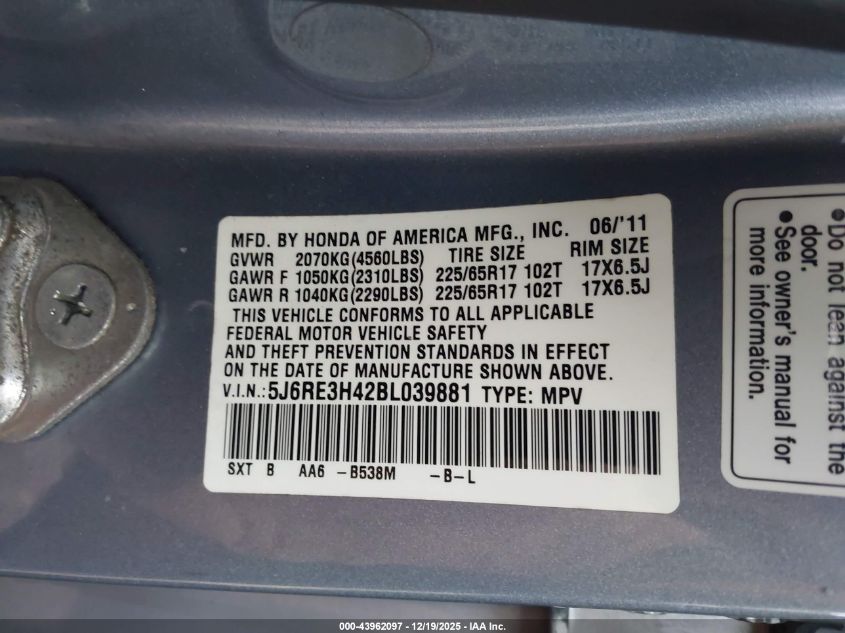 MFD. BY HONDA OF AMERICA MFG., INC. 06/'11
GVWR 2070KG(4560LBS) TIRE SIZE RIM SIZE
GAWR F 1050KG(2310LBS) 225/65R17 102T 17X6.5J
GAWR R 1040KG(2290LBS) 225/65R17 102T 17X6.5J
THIS VEHICLE CONFORMS TO ALL APPLICABLE
FEDERAL MOTOR VEHICLE SAFETY
AND THEFT PREVENTION STANDARDS IN EFFECT
ON THE DATE OF MANUFACTURE SHOWN ABOVE.
V.I.N.: 5J6RE3H42BL039881 TYPE: MPV
SXT B AA6 -B538M -B-L
● Do not lean against the
door.
● See owner's manual for
more information.
000-43962097 - 12/19/2025 - IAA Inc.